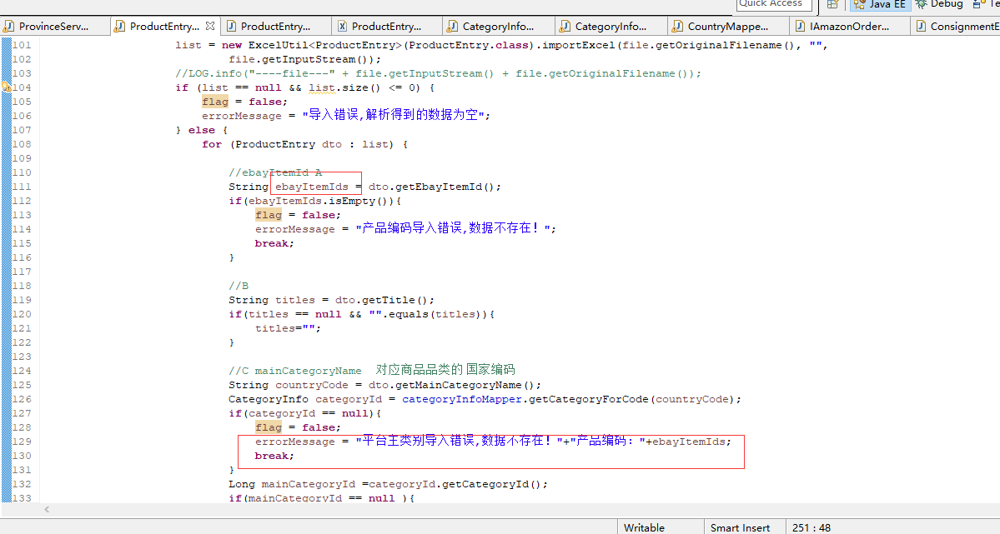 Quick Access
Java EE
Debug
Te
ProvinceServ...
ProductEntry...
ProductEntry...
ProductEntry...
CategoryInfo...
CategoryInfo...
CountryMappe...
IAmazonOrder...
ConsignmentE
101 list = new ExcelUtil<ProductEntry>(ProductEntry.class).importExcel(file.getOriginalFilename(), "",
102 file.getInputStream());
103 //LOG.info("----file---" + file.getInputStream() + file.getOriginalFilename());
104 if (list == null && list.size() <= 0) {
105 flag = false;
106 errorMessage = "导入错误,解析得到的数据为空";
107 } else {
108 for (ProductEntry dto : list) {
109
110 //ebayItemId A
111 String ebayItemIds = dto.getEbayItemId();
112 if(ebayItemIds.isEmpty()){
113 flag = false;
114 errorMessage = "产品编码导入错误,数据不存在！";
115 break;
116 }
117
118 //B
119 String titles = dto.getTitle();
120 if(titles == null && "".equals(titles)){
121 titles="";
122 }
123
124 //C mainCategoryName 对应商品品类的 国家编码
125 String countryCode = dto.getMainCategoryName();
126 CategoryInfo categoryId = categoryInfoMapper.getCategoryForCode(countryCode);
127 if(categoryId == null){
128 flag = false;
129 errorMessage = "平台主类别导入错误,数据不存在！"+"产品编码："+ebayItemIds;
130 break;
131 }
132 Long mainCategoryId =categoryId.getCategoryId();
133 if(mainCategoryId == null ){
Writable
Smart Insert
251 : 48